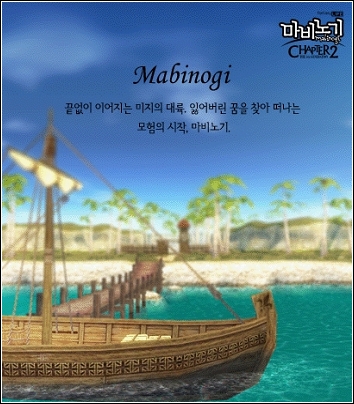 마비노기
mabinogi
CHAPTER2
Mabinogi
끝없이 이어지는 미지의 대륙, 잃어버린 꿈을 찾아 떠나는
모험의 시작, 마비노기.